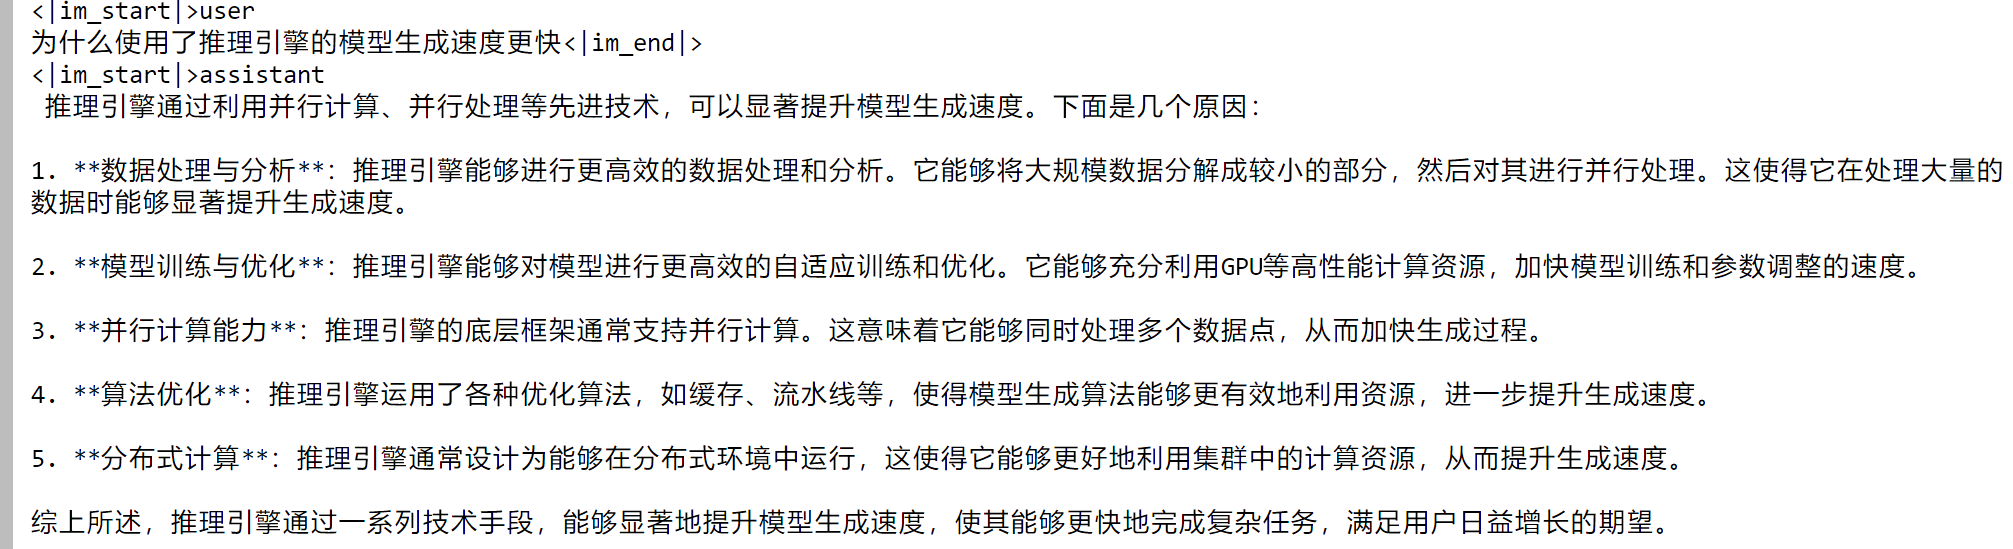 <|im_start|>user
为什么使用了推理引擎的模型生成速度更快<|im_end|>
<|im_start|>assistant
推理引擎通过利用并行计算、并行处理等先进技术，可以显著提升模型生成速度。下面是几个原因：
1. **数据处理与分析**：推理引擎能够进行更高效的数据处理和分析。它能够将大规模数据分解成较小的部分，然后对其进行并行处理。这使得它在处理大量的
数据时能够显著提升生成速度。
2. **模型训练与优化**：推理引擎能够对模型进行更高效的自适应训练和优化。它能够充分利用GPU等高性能计算资源，加快模型训练和参数调整的速度。
3. **并行计算能力**：推理引擎的底层框架通常支持并行计算。这意味着它能够同时处理多个数据点，从而加快生成过程。
4. **算法优化**：推理引擎运用了各种优化算法，如缓存、流水线等，使得模型生成算法能够更有效地利用资源，进一步提升生成速度。
5. **分布式计算**：推理引擎通常设计为能够在分布式环境中运行，这使得它能够更好地利用集群中的计算资源，从而提升生成速度。
综上所述，推理引擎通过一系列技术手段，能够显著地提升模型生成速度，使其能够更快地完成复杂任务，满足用户日益增长的期望。